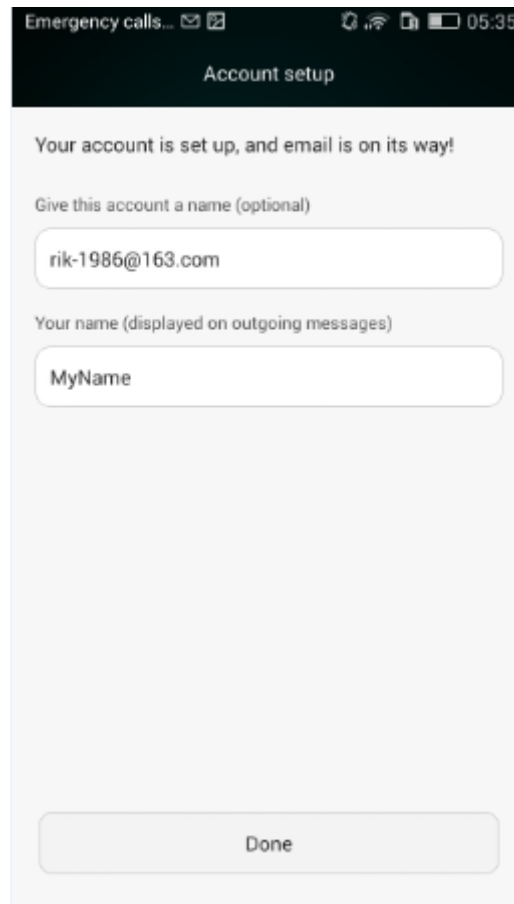 Emergency calls... 05:35
Account setup
Your account is set up, and email is on its way!
Give this account a name (optional)
rik-1986@163.com
Your name (displayed on outgoing messages)
MyName
Done